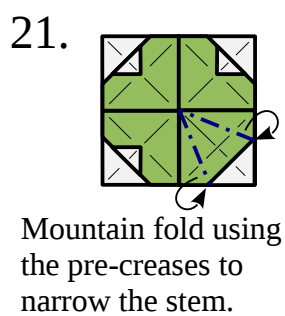 21.
Mountain fold using
the pre-creases to
narrow the stem.